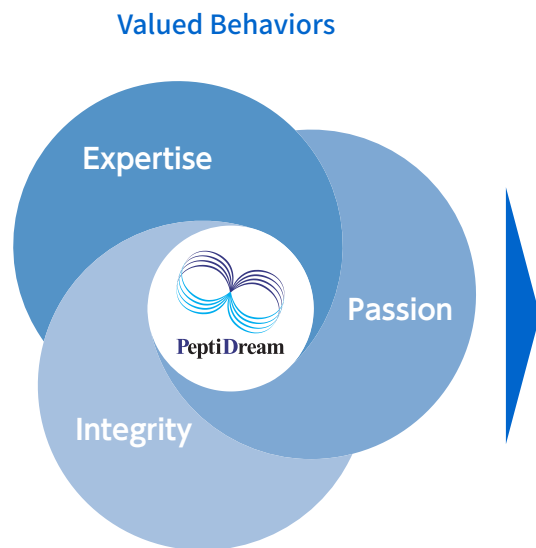 Valued Behaviors
Expertise
Passion
PeptiDream
Integrity